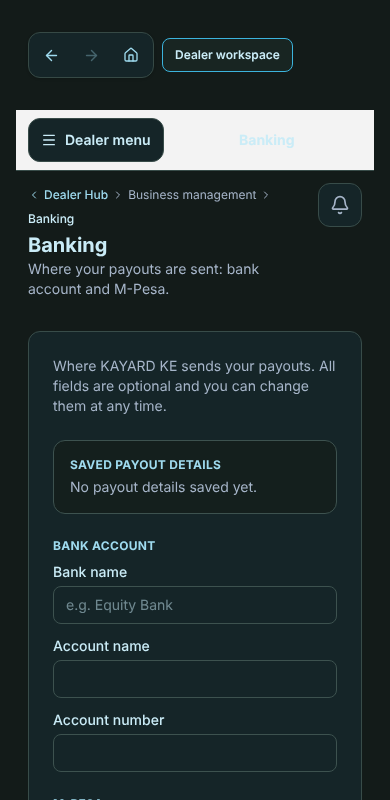 Dealer workspace
Dealer menu
Banking
Dealer Hub
Business management
Banking
Banking
Where your payouts are sent: bank
account and M-Pesa.
Where KAYARD KE sends your payouts. All
fields are optional and you can change
them at any time.
SAVED PAYOUT DETAILS
No payout details saved yet.
BANK ACCOUNT
Bank name
e.g. Equity Bank
Account name
Account number